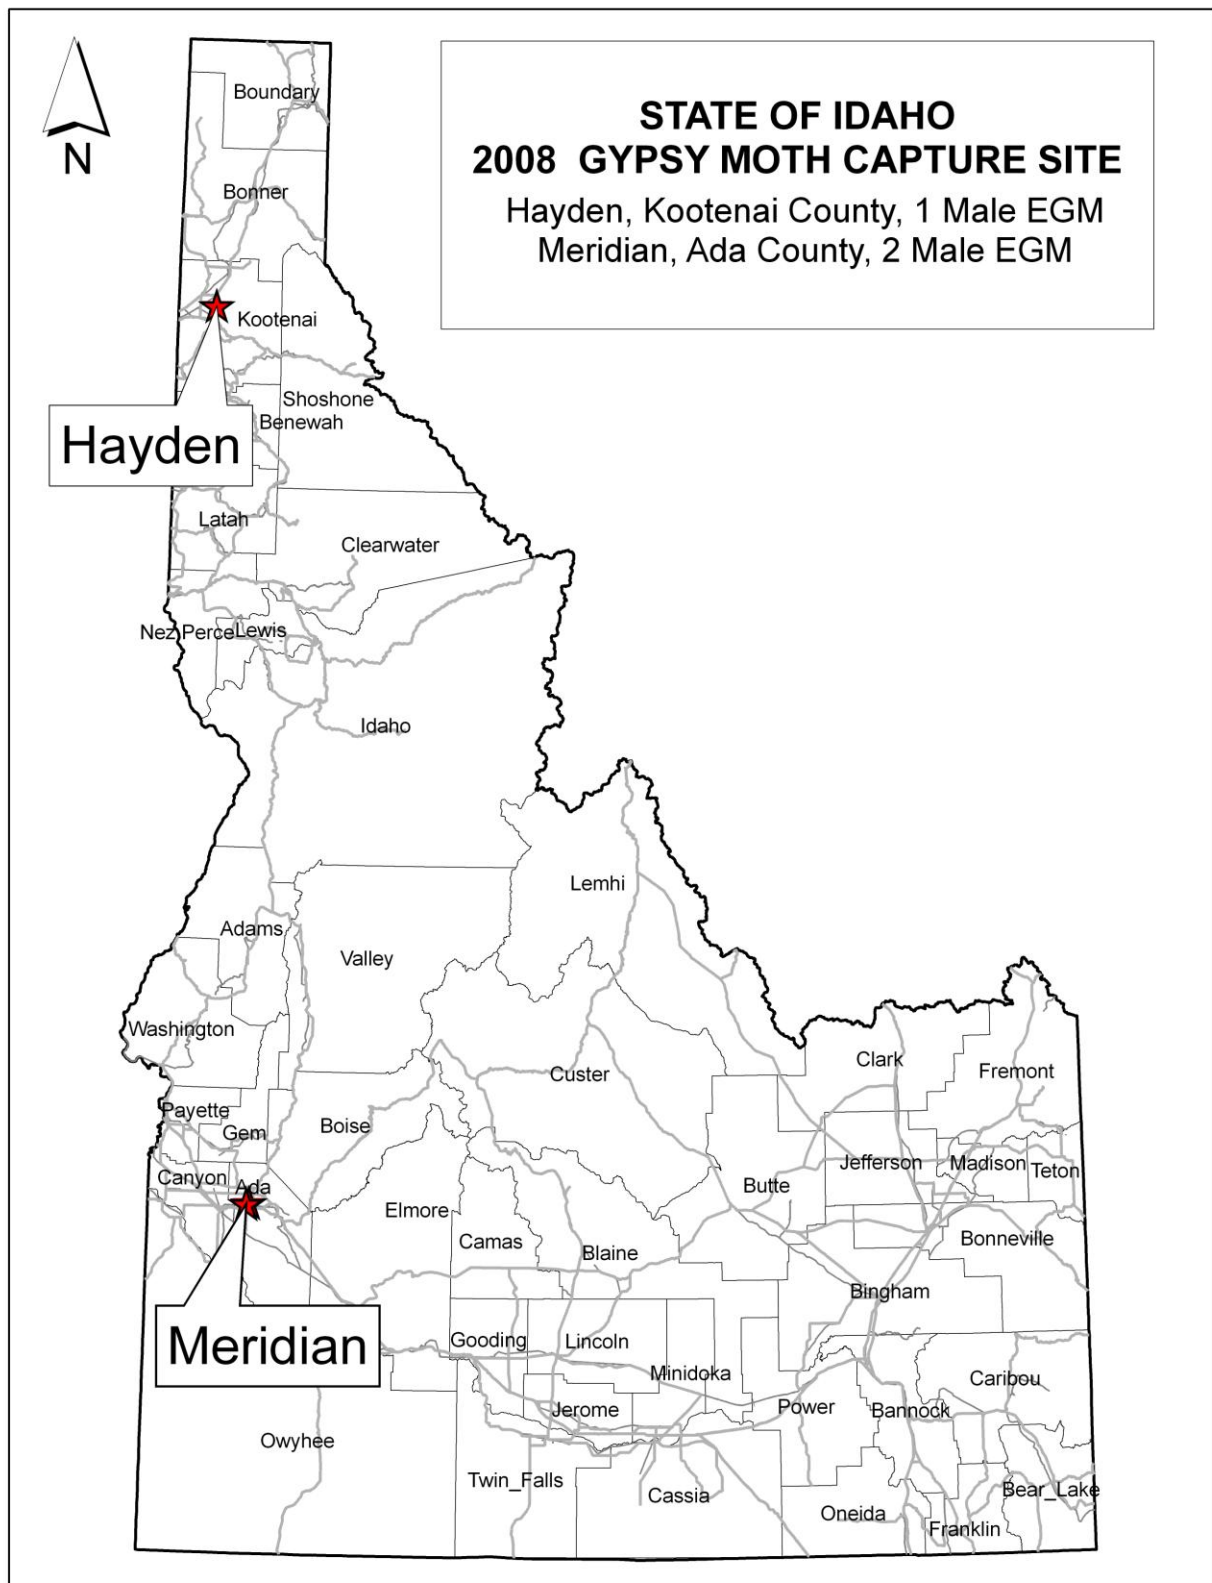 N
STATE OF IDAHO
2008 GYPSY MOTH CAPTURE SITE
Hayden, Kootenai County, 1 Male EGM
Meridian, Ada County, 2 Male EGM
Boundary
Bonner
Kootenai
Shoshone
Benewah
Hayden
Latah
Clearwater
Nez Perce
Lewis
Idaho
Lemhi
Adams
Valley
Washington
Clark
Fremont
Custer
Payette
Gem
Boise
Canyon
Ada
Butte
Jefferson
Madison
Teton
Elmore
Camas
Blaine
Bonneville
Bingham
Meridian
Gooding
Lincoln
Minidoka
Caribou
Jerome
Power
Bannock
Owyhee
Twin_Falls
Cassia
Bear_Lake
Oneida
Franklin